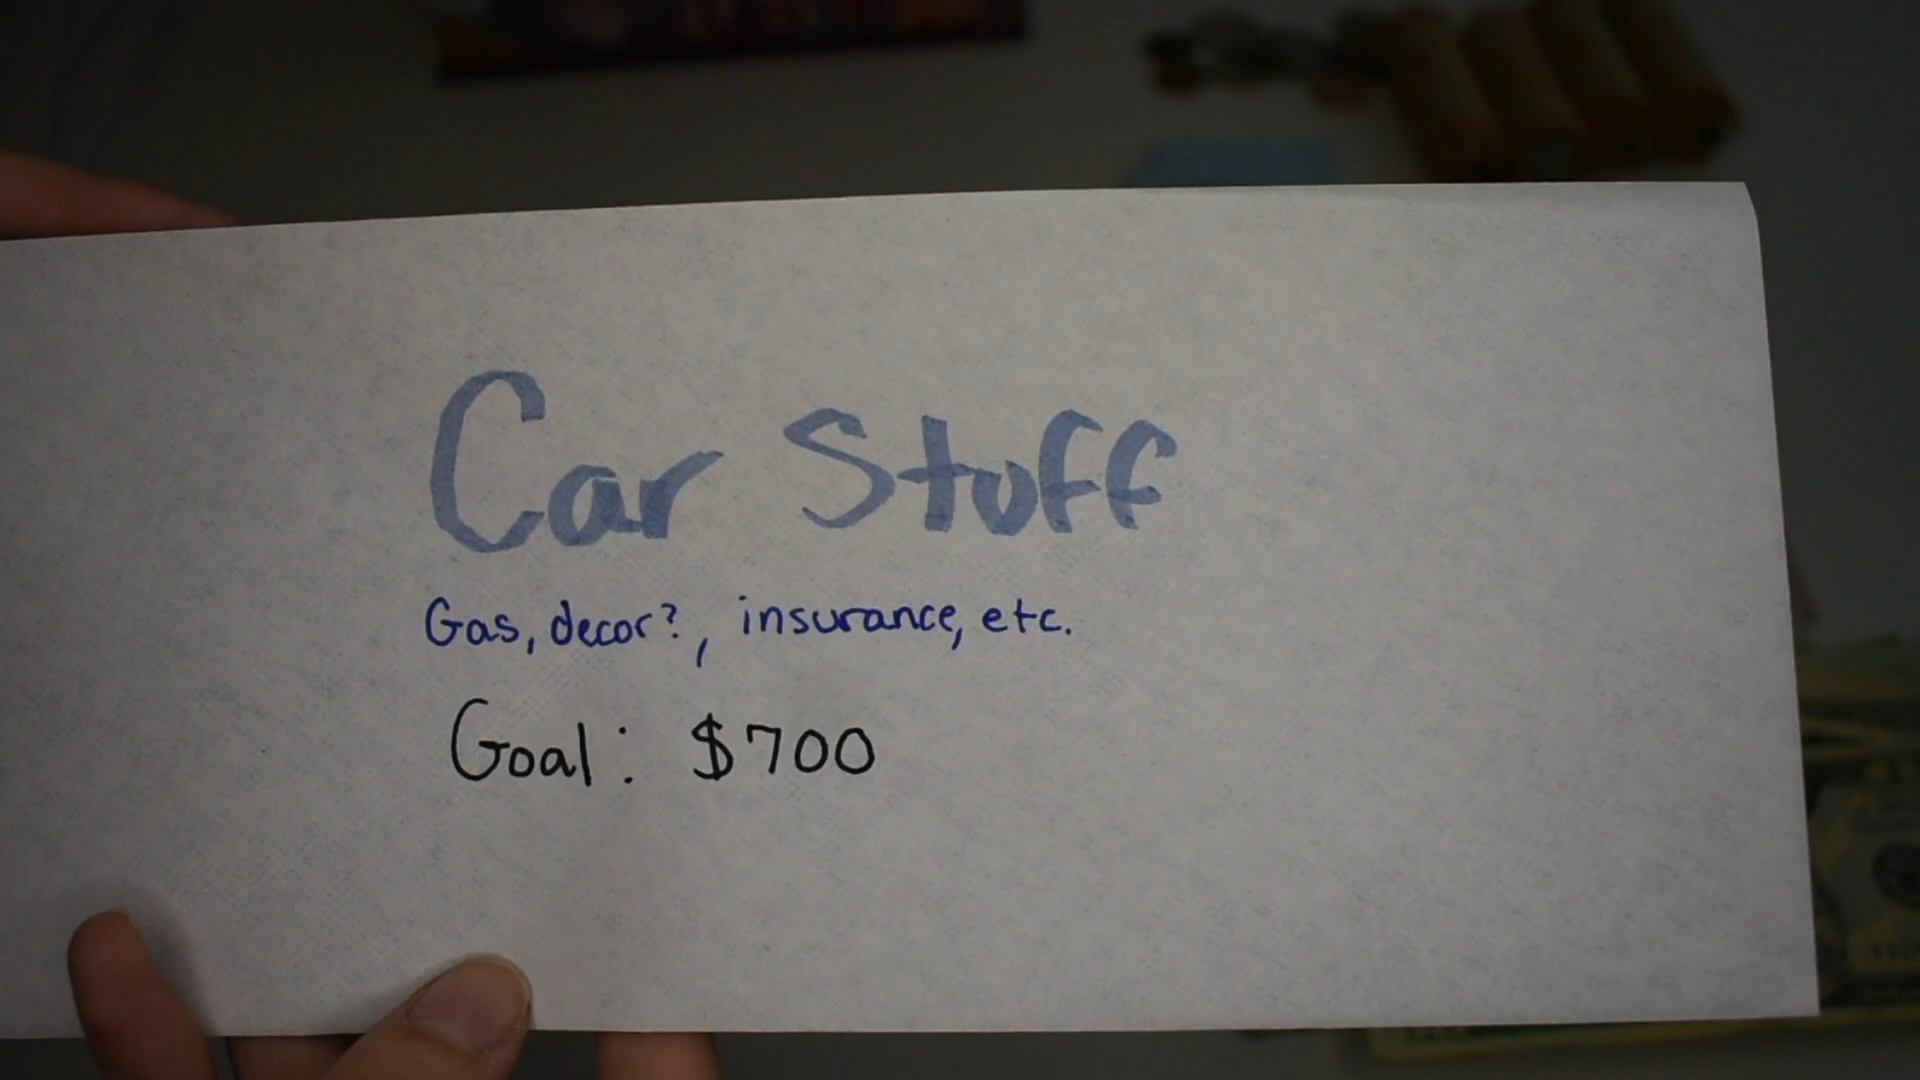 Car Stuff
Gas, decor?, insurance, etc.
Goal: $700